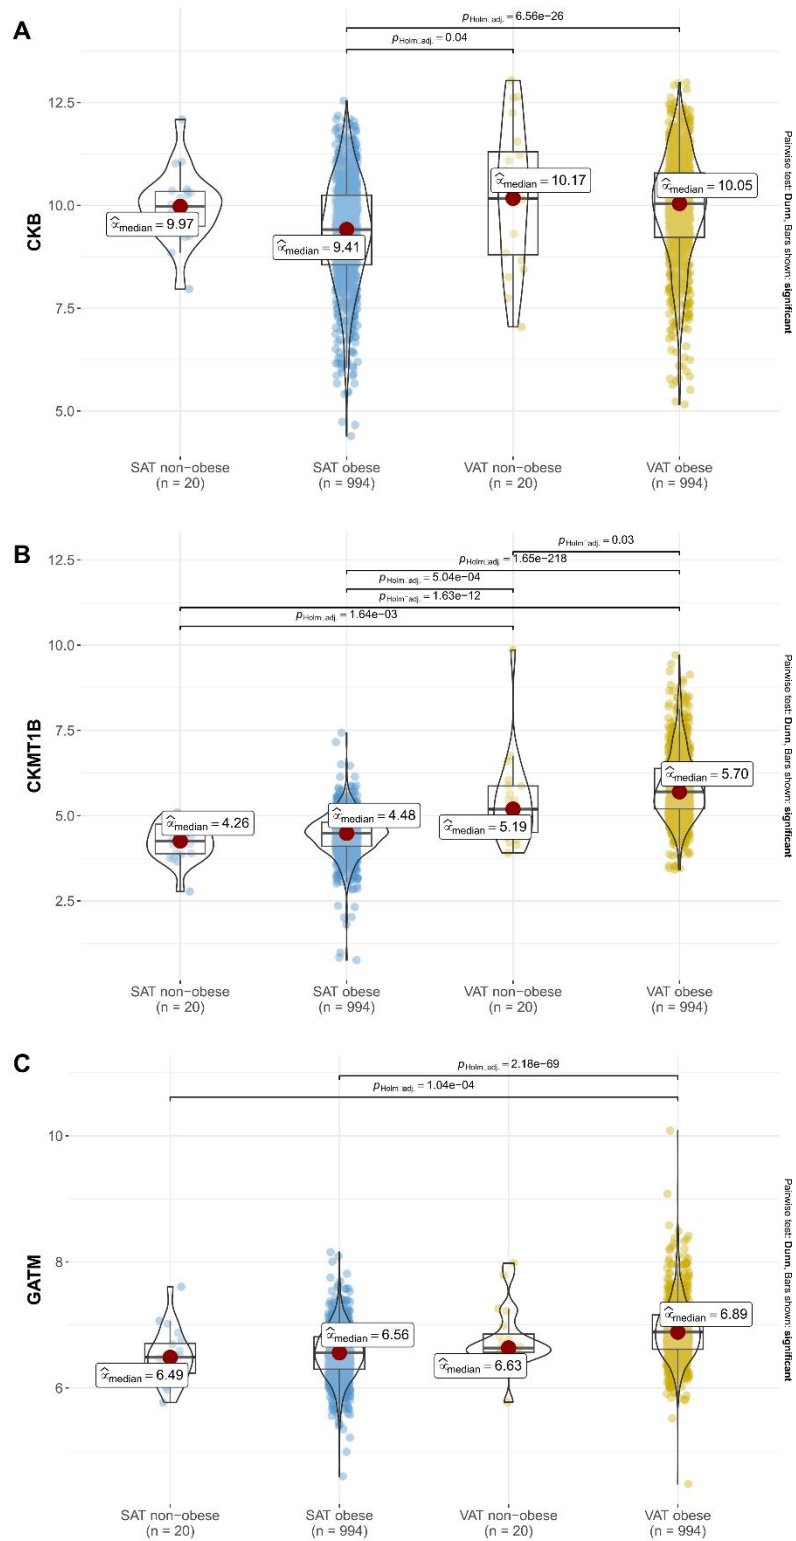 A
pHolm-adj. = 6.56e-26
pHolm-adj. = 0.04
12.5
10.0
7.5
5.0
CKB
μ̂median = 9.97
μ̂median = 9.41
μ̂median = 10.17
μ̂median = 10.05
SAT non-obese
(n = 20)
SAT obese
(n = 994)
VAT non-obese
(n = 20)
VAT obese
(n = 994)
Pairwise test: Dunn, Bars shown: significant
B
pHolm-adj. = 0.03
pHolm-adj. = 1.65e-218
pHolm-adj. = 5.04e-04
pHolm-adj. = 1.63e-12
pHolm-adj. = 1.64e-03
12.5
10.0
7.5
5.0
2.5
CKMT1B
μ̂median = 4.26
μ̂median = 4.48
μ̂median = 5.19
μ̂median = 5.70
SAT non-obese
(n = 20)
SAT obese
(n = 994)
VAT non-obese
(n = 20)
VAT obese
(n = 994)
Pairwise test: Dunn, Bars shown: significant
C
pHolm-adj. = 2.18e-69
pHolm-adj. = 1.04e-04
10
8
6
GATM
μ̂median = 6.49
μ̂median = 6.56
μ̂median = 6.63
μ̂median = 6.89
SAT non-obese
(n = 20)
SAT obese
(n = 994)
VAT non-obese
(n = 20)
VAT obese
(n = 994)
Pairwise test: Dunn, Bars shown: significant